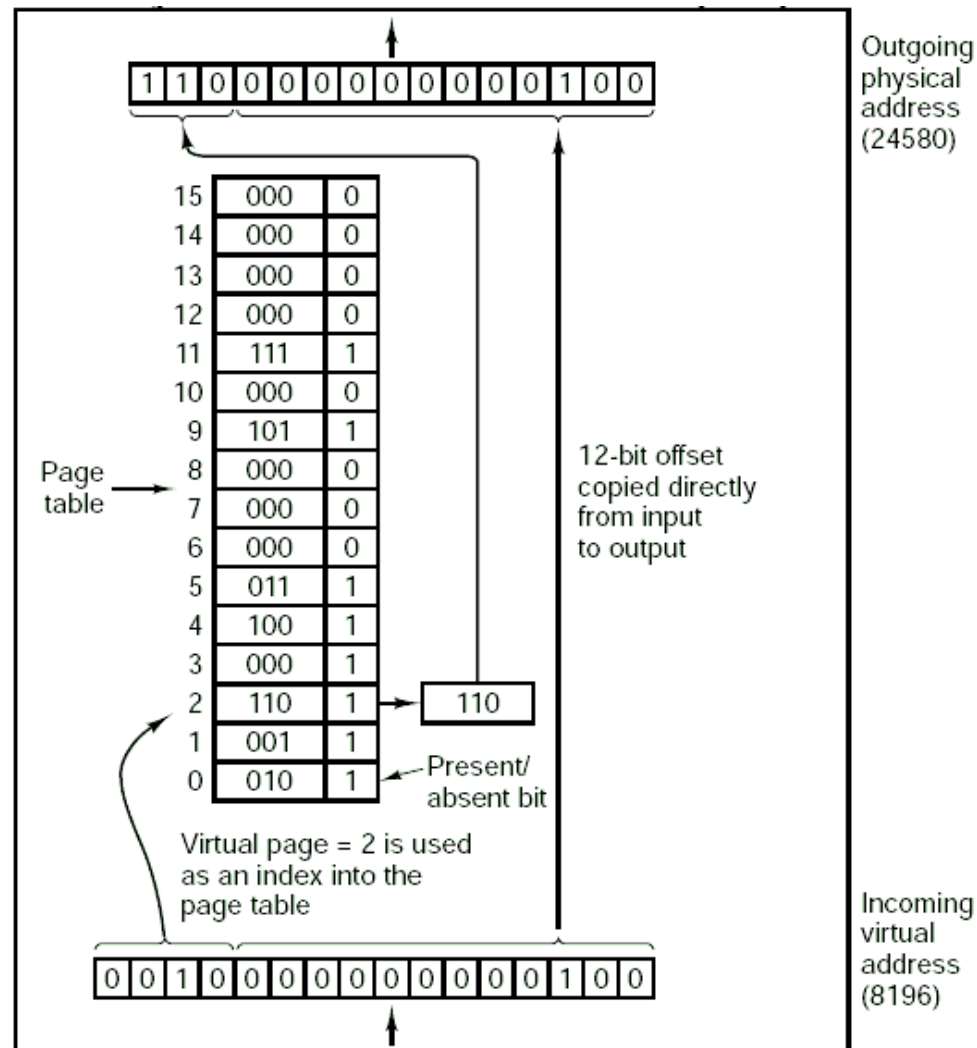 1 1 0 0 0 0 0 0 0 0 0 0 1 0 0
Outgoing
physical
address
(24580)
15 000 0
14 000 0
13 000 0
12 000 0
11 111 1
10 000 0
9 101 1
8 000 0
7 000 0
6 000 0
5 011 1
4 100 1
3 000 1
2 110 1
1 001 1
0 010 1
Page
table
110
Present/
absent bit
12-bit offset
copied directly
from input
to output
Virtual page = 2 is used
as an index into the
page table
0 0 1 0 0 0 0 0 0 0 0 0 0 1 0 0
Incoming
virtual
address
(8196)